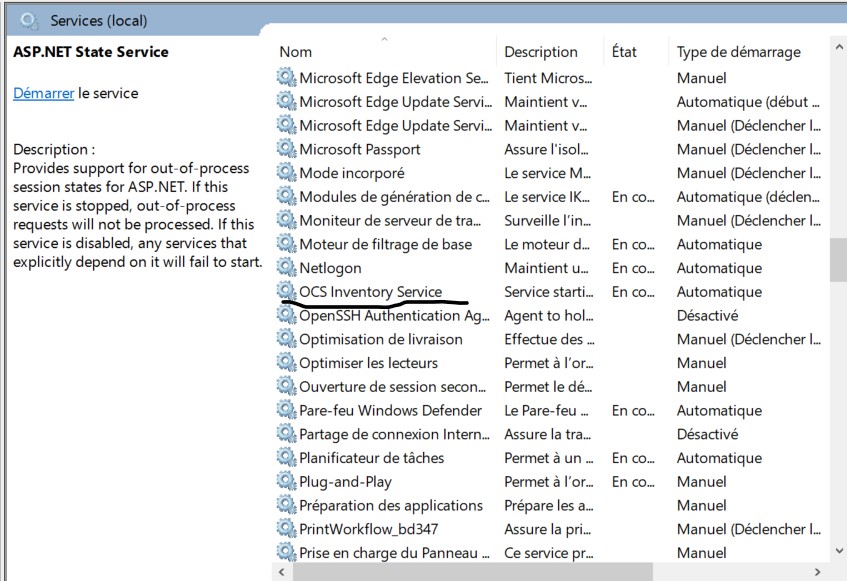 Services (local)
ASP.NET State Service
Démarrer le service
Description :
Provides support for out-of-process
session states for ASP.NET. If this
service is stopped, out-of-process
requests will not be processed. If this
service is disabled, any services that
explicitly depend on it will fail to start.
Nom Description État Type de démarrage
Microsoft Edge Elevation Se... Tient Micros... Manuel
Microsoft Edge Update Servi... Maintient v... Automatique (début ...
Microsoft Edge Update Servi... Maintient v... Manuel (Déclencher l...
Microsoft Passport Assure l'isol... Manuel (Déclencher l...
Mode incorporé Le service M... Manuel (Déclencher l...
Modules de génération de c... Le service IK... En co... Automatique (déclen...
Moniteur de serveur de tra... Surveille l'in... Manuel (Déclencher l...
Moteur de filtrage de base Le moteur d... En co... Automatique
Netlogon Maintient u... En co... Automatique
OCS Inventory Service Service starti... En co... Automatique
OpenSSH Authentication Ag... Agent to hol... Désactivé
Optimisation de livraison Effectue des ... Manuel (Déclencher l...
Optimiser les lecteurs Permet à l'or... Manuel
Ouverture de session secon... Permet le dé... Manuel
Pare-feu Windows Defender Le Pare-feu ... En co... Automatique
Partage de connexion Intern... Assure la tra... Désactivé
Planificateur de tâches Permet à un ... En co... Automatique
Plug-and-Play Permet à l'or... En co... Manuel
Préparation des applications Prépare les a... Manuel
PrintWorkflow_bd347 Assure la pri... Manuel (Déclencher l...
Prise en charge du Panneau ... Ce service pr... Manuel